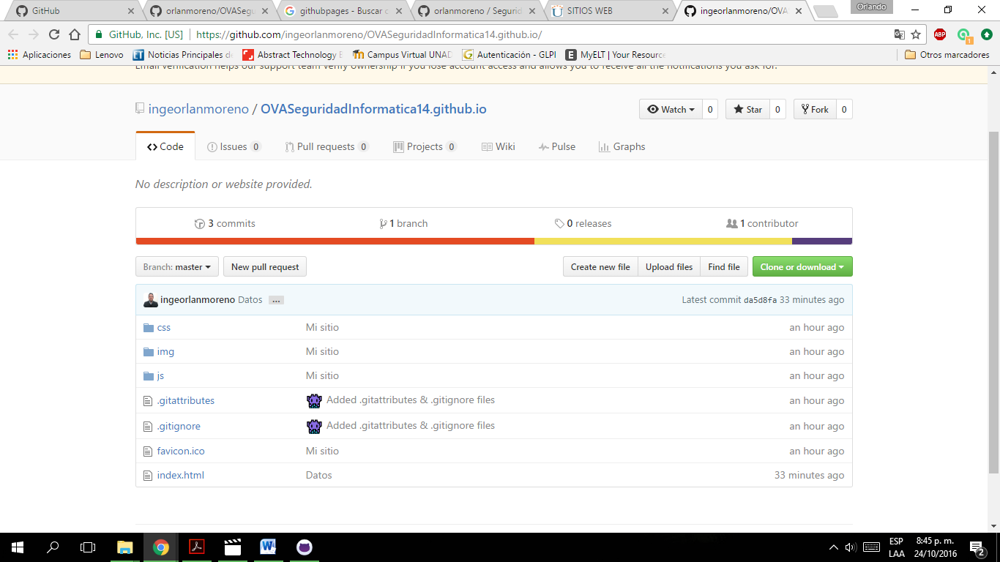 Orlando
GitHub
orlanmoreno/OVASegu
githubpages - Buscar c
orlanmoreno / Segurid
SITIOS WEB
ingeorlanmoreno/OVA
GitHub, Inc. [US] https://github.com/ingeorlanmoreno/OVASeguridadInformatica14.github.io/
ABP
1
Aplicaciones Lenovo ET Noticias Principales de Abstract Technology E Campus Virtual UNAD Autenticación - GLPI E MyELT | Your Resource Otros marcadores
Email verification helps our support team verify ownership if you lose account access and allows you to receive all the notifications you ask for.
ingeorlanmoreno / OVASeguridadInformatica14.github.io
Watch 0 Star 0 Fork 0
Code Issues 0 Pull requests 0 Projects 0 Wiki Pulse Graphs
No description or website provided.
3 commits 1 branch 0 releases 1 contributor
Branch: master New pull request Create new file Upload files Find file Clone or download
ingeorlanmoreno Datos ... Latest commit da5d8fa 33 minutes ago
css Mi sitio an hour ago
img Mi sitio an hour ago
js Mi sitio an hour ago
.gitattributes Added .gitattributes & .gitignore files an hour ago
.gitignore Added .gitattributes & .gitignore files an hour ago
favicon.ico Mi sitio an hour ago
index.html Datos 33 minutes ago
ESP 8:45 p. m.
LAA 24/10/2016 2